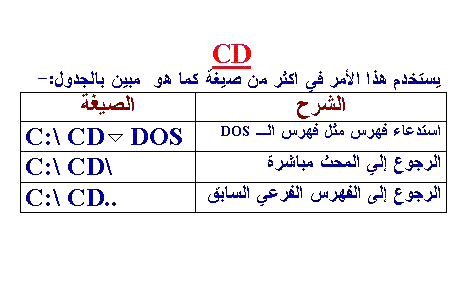 CD
يستخدم هذا الأمر في اكثر من صيغة كما هو مبين بالجدول:-
الشرح الصيغة
استدعاء فهرس مثل فهرس الــ DOS C:\ CD▽ DOS
الرجوع إلي المحث مباشرة C:\ CD\
الرجوع إلى الفهرس الفرعي السابق C:\ CD..